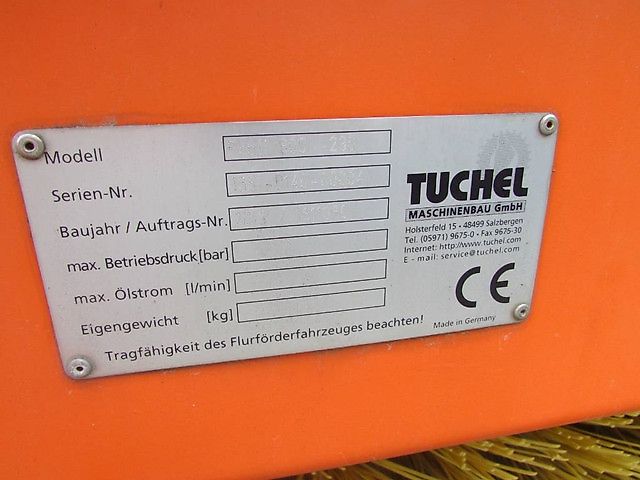 Modell
Serien-Nr.
Baujahr / Auftrags-Nr.
max. Betriebsdruck [bar]
max. Ölstrom [l/min]
Eigengewicht [kg]
Tragfähigkeit des Flurförderfahrzeuges beachten!
TUCHEL
MASCHINENBAU GmbH
Holsterfeld 15 • 48499 Salzbergen
Tel. (05971) 9675-0 • Fax 9675-30
Internet: http://www.tuchel.com
E - mail: service@tuchel.com
CE
Made in Germany